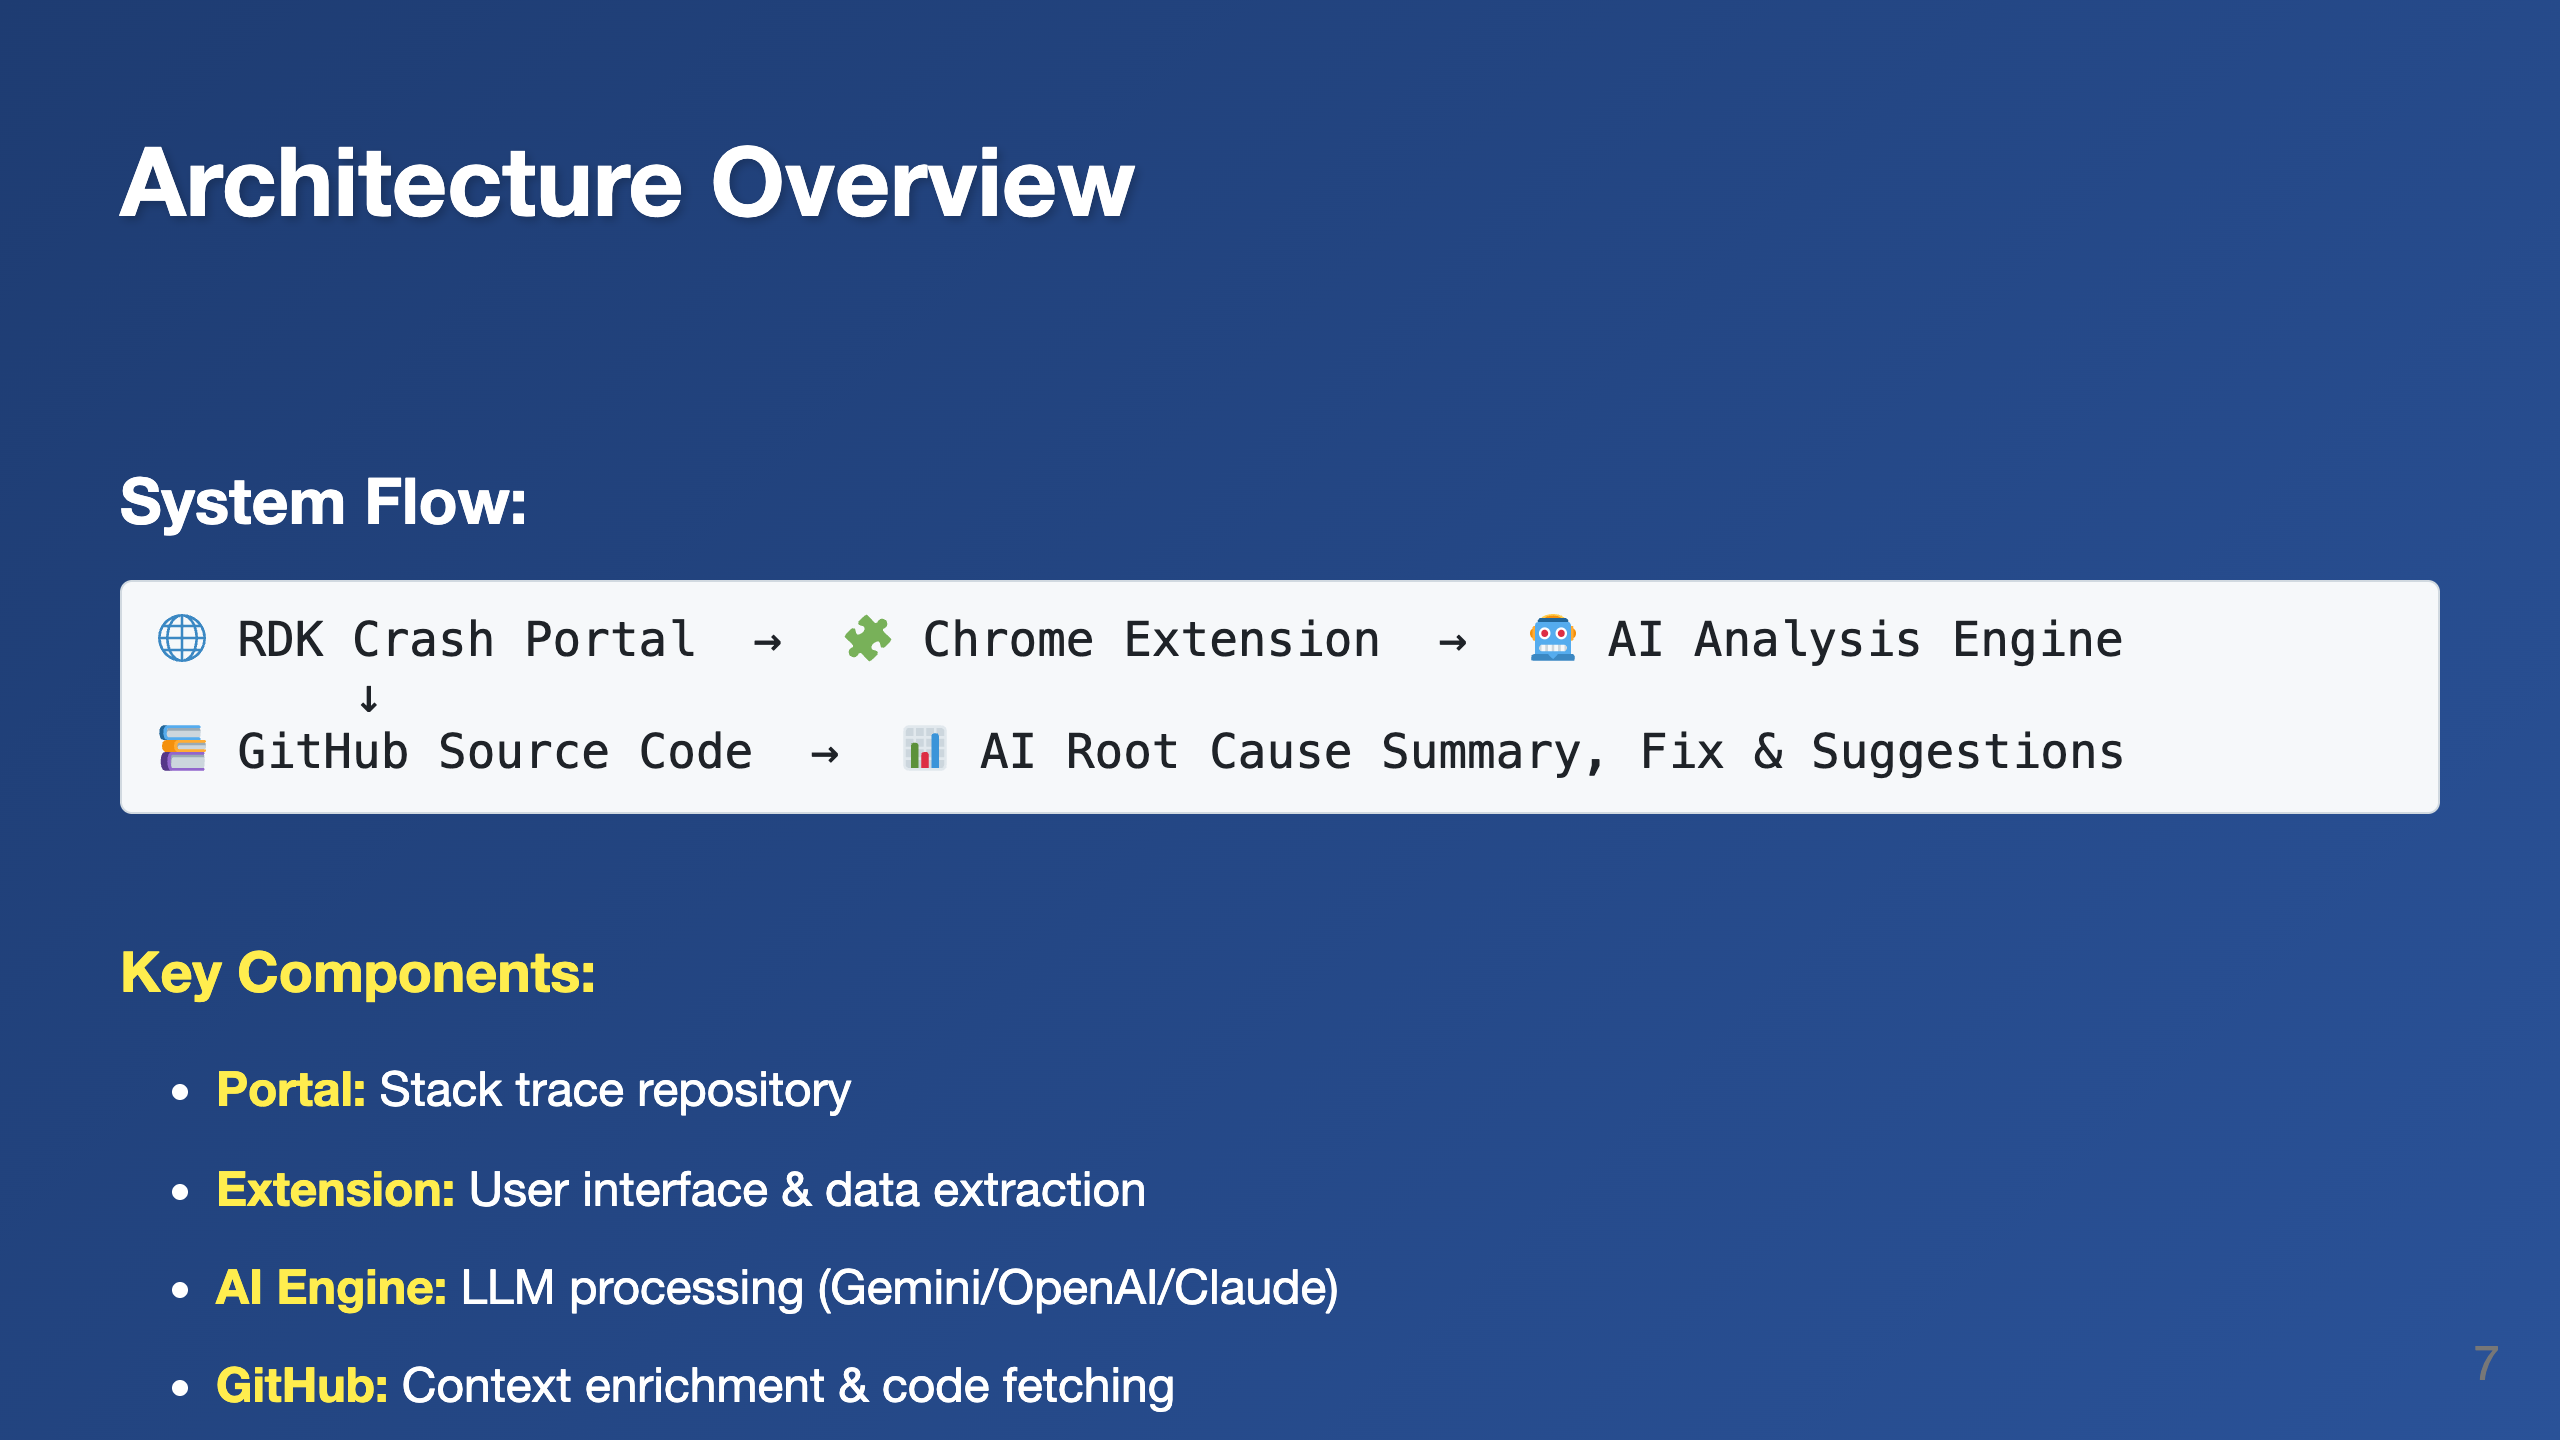 Architecture Overview
System Flow:
🌐 RDK Crash Portal → 🧩 Chrome Extension → 🤖 AI Analysis Engine
↓
📚 GitHub Source Code → 📊 AI Root Cause Summary, Fix & Suggestions
Key Components:
• Portal: Stack trace repository
• Extension: User interface & data extraction
• AI Engine: LLM processing (Gemini/OpenAI/Claude)
• GitHub: Context enrichment & code fetching
7